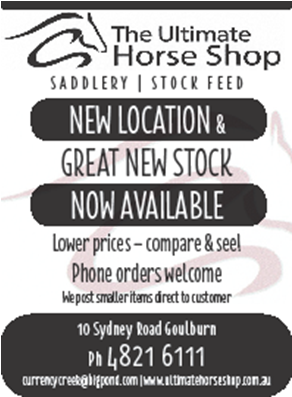 The Ultimate
Horse Shop
SADDLERY | STOCK FEED
NEW LOCATION &
GREAT NEW STOCK
NOW AVAILABLE
Lower prices – compare & see!
Phone orders welcome
We post smaller items direct to customer
10 Sydney Road Goulburn
Ph 4821 6111
currencycreek@bigpond.com | www.ultimatehorseshop.com.au